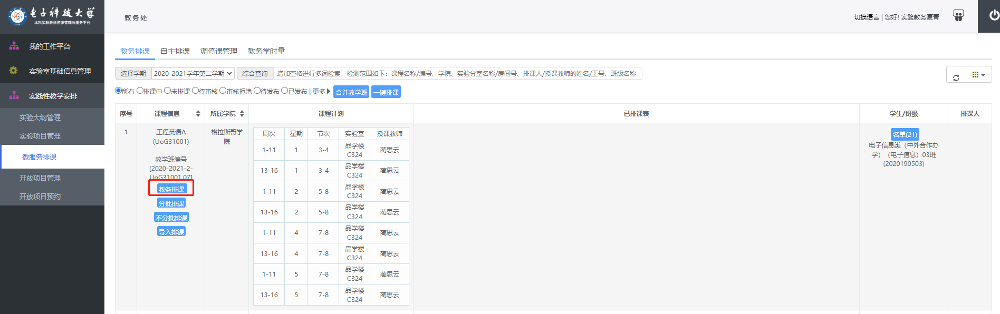 电子科技大学
本科实验教学资源管理与服务平台
教务处
切换语言 | 您好! 实验教务夏青
我的工作平台
实验室基础信息管理
实践性教学安排
实验大纲管理
实验项目管理
微服务排课
开放项目管理
开放项目预约
教务排课 自主排课 调停课管理 教务学时量
选择学期 2020-2021学年第二学期 综合查询 增加空格进行多词检索，检测范围如下：课程名称/编号、学院、实验分室名称/房间号、排课人/授课教师的姓名/工号、班级名称
所有 排课中 未排课 待审核 审核拒绝 待发布 已发布 | 更多 合并教学班 一键排课
序号 课程信息 所属学院 课程计划 已排课表 学生/班级 排课人
1
工程英语A
(UoG31001)
教学班编号
[2020-2021-2-
UoG31001.07]
教务排课
分批排课
不分批排课
导入排课
格拉斯哥学
院
周次 星期 节次 实验室 授课教师
1-11 1 3-4 品学楼
C324 蔺思云
13-16 1 3-4 品学楼
C324 蔺思云
1-11 2 5-8 品学楼
C324 蔺思云
13-16 2 5-8 品学楼
C324 蔺思云
1-11 4 7-8 品学楼
C324 蔺思云
13-16 4 7-8 品学楼
C324 蔺思云
1-11 5 7-8 品学楼
C324 蔺思云
13-16 5 7-8 品学楼
C324 蔺思云
名单(21)
电子信息类（中外合作办
学）（电子信息）03班
(2020190503)